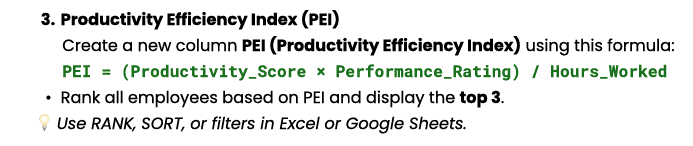 3. Productivity Efficiency Index (PEI)
Create a new column PEI (Productivity Efficiency Index) using this formula:
PEI = (Productivity_Score × Performance_Rating) / Hours_Worked
• Rank all employees based on PEI and display the top 3.
💡 Use RANK, SORT, or filters in Excel or Google Sheets.